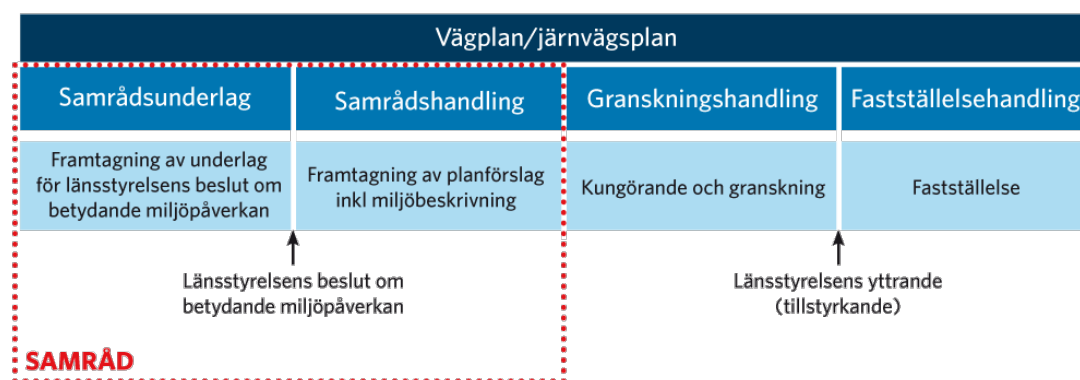 Vägplan/järnvägsplan
Samrådsunderlag
Samrådshandling
Granskningshandling
Fastställelsehandling
Framtagning av underlag
för länsstyrelsens beslut om
betydande miljöpåverkan
Framtagning av planförslag
inkl miljöbeskrivning
Kungörande och granskning
Fastställelse
Länsstyrelsens beslut om
betydande miljöpåverkan
Länsstyrelsens yttrande
(tillstyrkande)
SAMRÅD